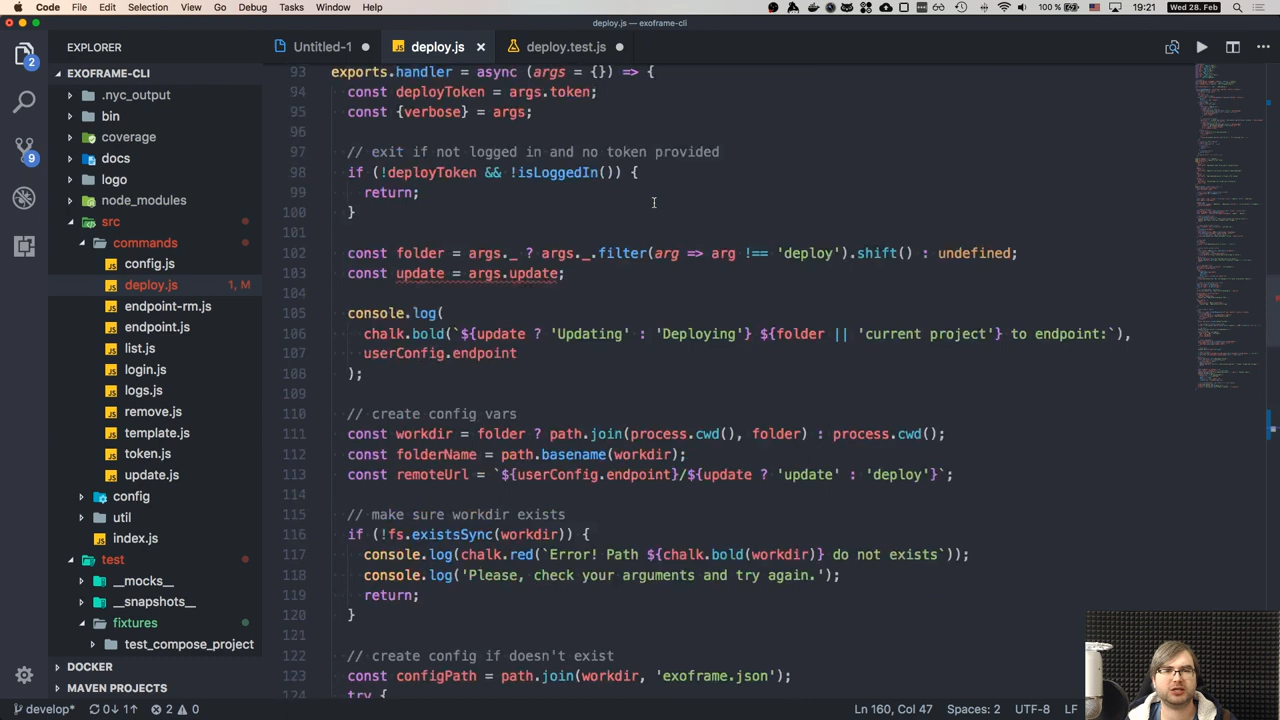 Code File Edit Selection View Go Debug Tasks Window Help 100 % 19:21 Wed 28. Feb
deploy.js — exoframe-cli
EXPLORER
Untitled-1
deploy.js
deploy.test.js
EXOFRAME-CLI
.nyc_output
bin
coverage
docs
logo
node_modules
src
commands
config.js
deploy.js 1, M
endpoint-rm.js
endpoint.js
list.js
login.js
logs.js
remove.js
template.js
token.js
update.js
config
util
index.js
test
__mocks__
__snapshots__
fixtures
test_compose_project
DOCKER
MAVEN PROJECTS
2
9
93 exports.handler = async (args = {}) => {
94 const deployToken = args.token;
95 const {verbose} = args;
96
97 // exit if not logged in and no token provided
98 if (!deployToken && !isLoggedIn()) {
99 return;
100 }
101
102 const folder = args._ ? args._.filter(arg => arg !== 'deploy').shift() : undefined;
103 const update = args.update;
104
105 console.log(
106 chalk.bold(`${update ? 'Updating' : 'Deploying'} ${folder || 'current project'} to endpoint:`),
107 userConfig.endpoint
108 );
109
110 // create config vars
111 const workdir = folder ? path.join(process.cwd(), folder) : process.cwd();
112 const folderName = path.basename(workdir);
113 const remoteUrl = `${userConfig.endpoint}/${update ? 'update' : 'deploy'}`;
114
115 // make sure workdir exists
116 if (!fs.existsSync(workdir)) {
117 console.log(chalk.red(`Error! Path ${chalk.bold(workdir)} do not exists`));
118 console.log('Please, check your arguments and try again.');
119 return;
120 }
121
122 // create config if doesn't exist
123 const configPath = path.join(workdir, 'exoframe.json');
124 try {
develop* 0↓ 1↑ 2 0 Ln 160, Col 47 Spaces UTF-8 LF